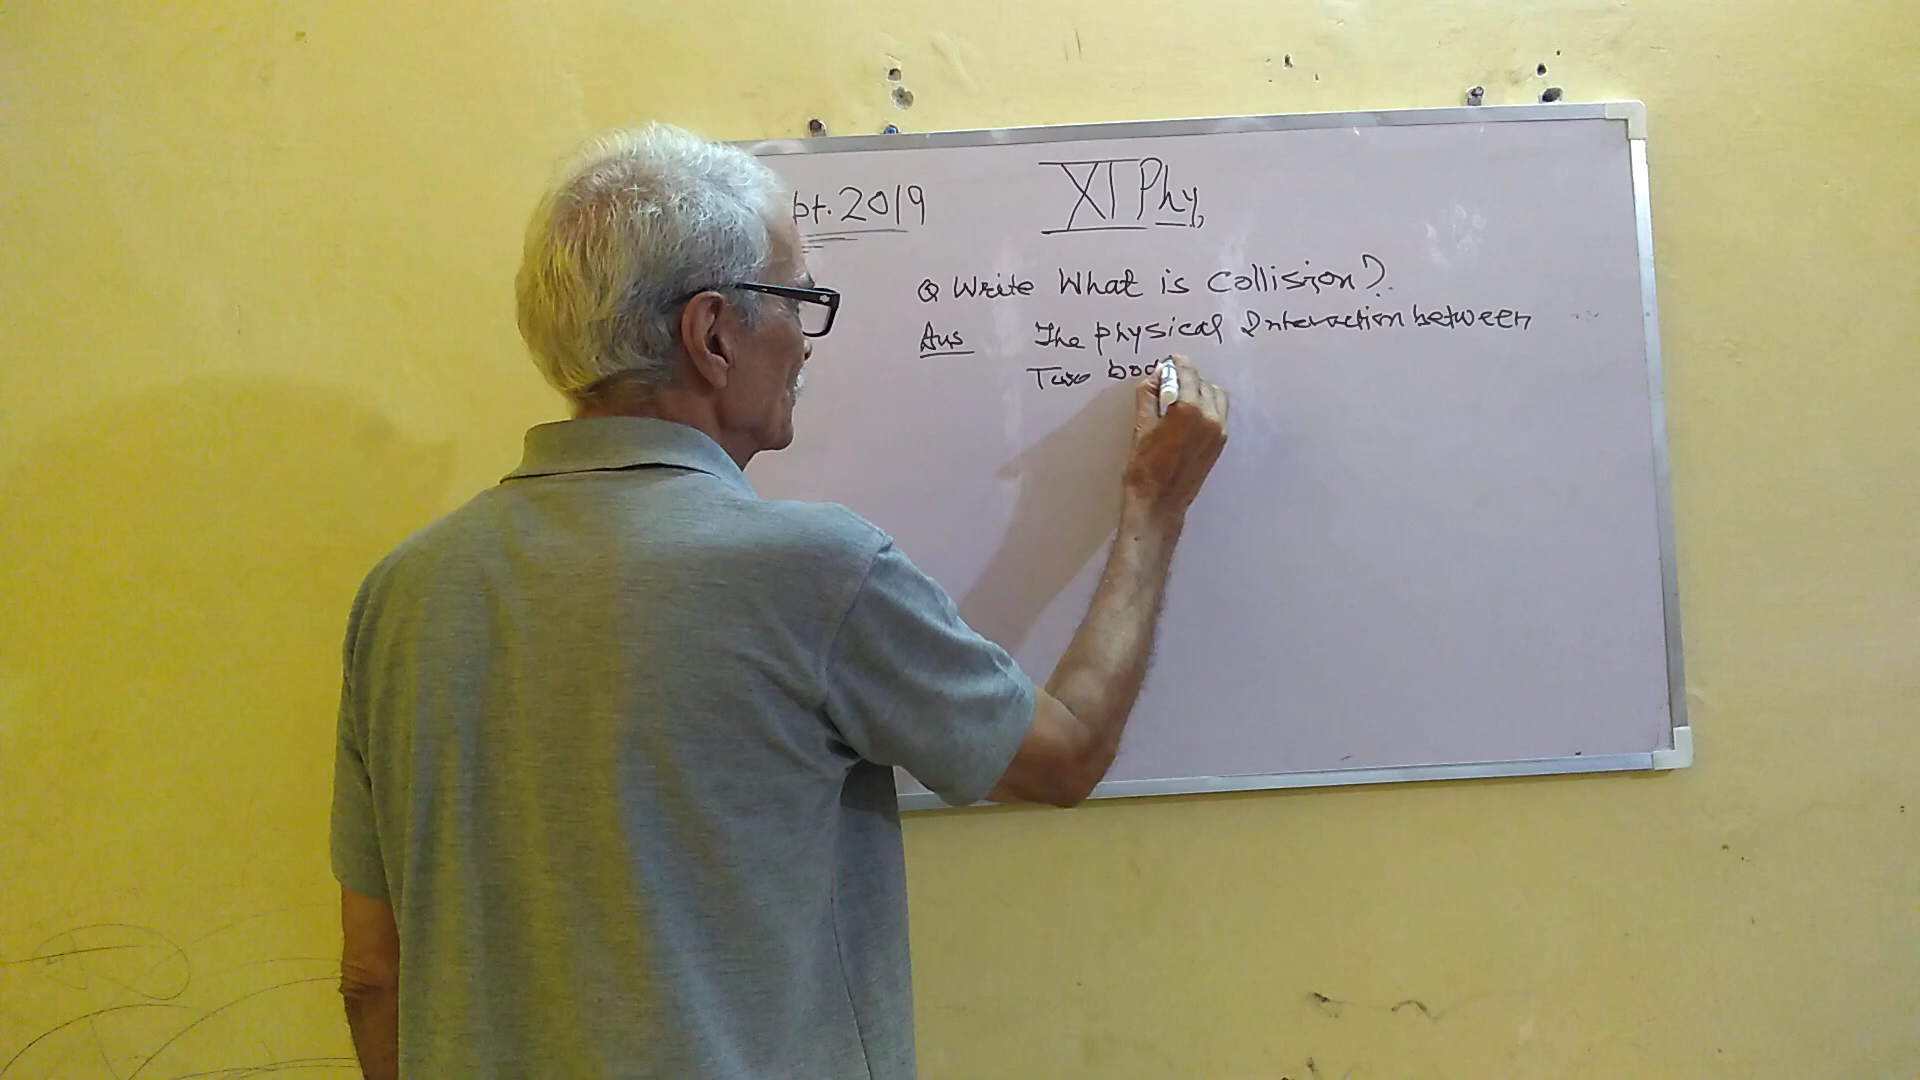 pt. 2019
XI Phy,
Q Write What is Collision?
Ans The physical Interaction between
Two bod